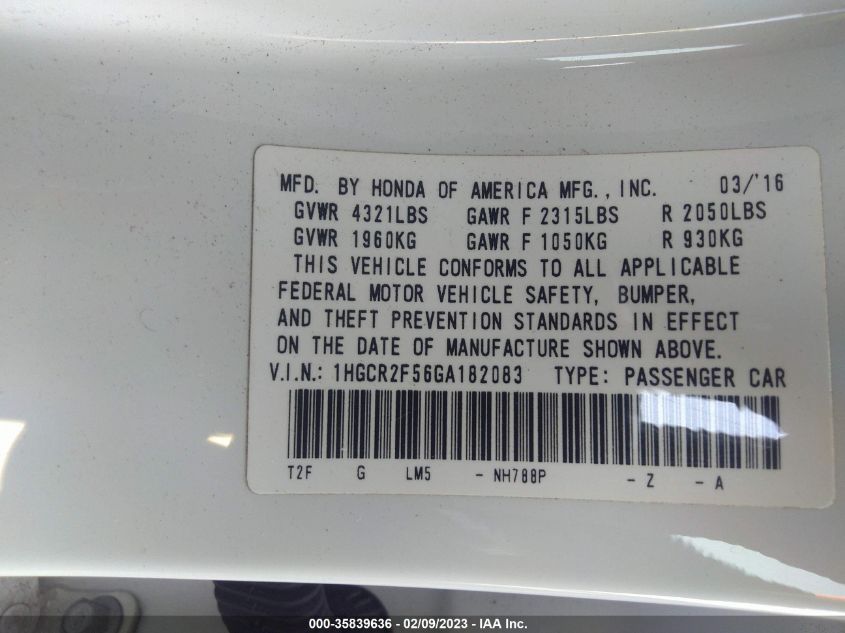 MFD. BY HONDA OF AMERICA MFG., INC. 03/'16
GVWR 4321LBS GAWR F 2315LBS R 2050LBS
GVWR 1960KG GAWR F 1050KG R 930KG
THIS VEHICLE CONFORMS TO ALL APPLICABLE
FEDERAL MOTOR VEHICLE SAFETY, BUMPER,
AND THEFT PREVENTION STANDARDS IN EFFECT
ON THE DATE OF MANUFACTURE SHOWN ABOVE.
V.I.N.: 1HGCR2F56GA182083 TYPE: PASSENGER CAR
T2F G LM5 - NH788P - Z - A
000-35839636 - 02/09/2023 - IAA Inc.